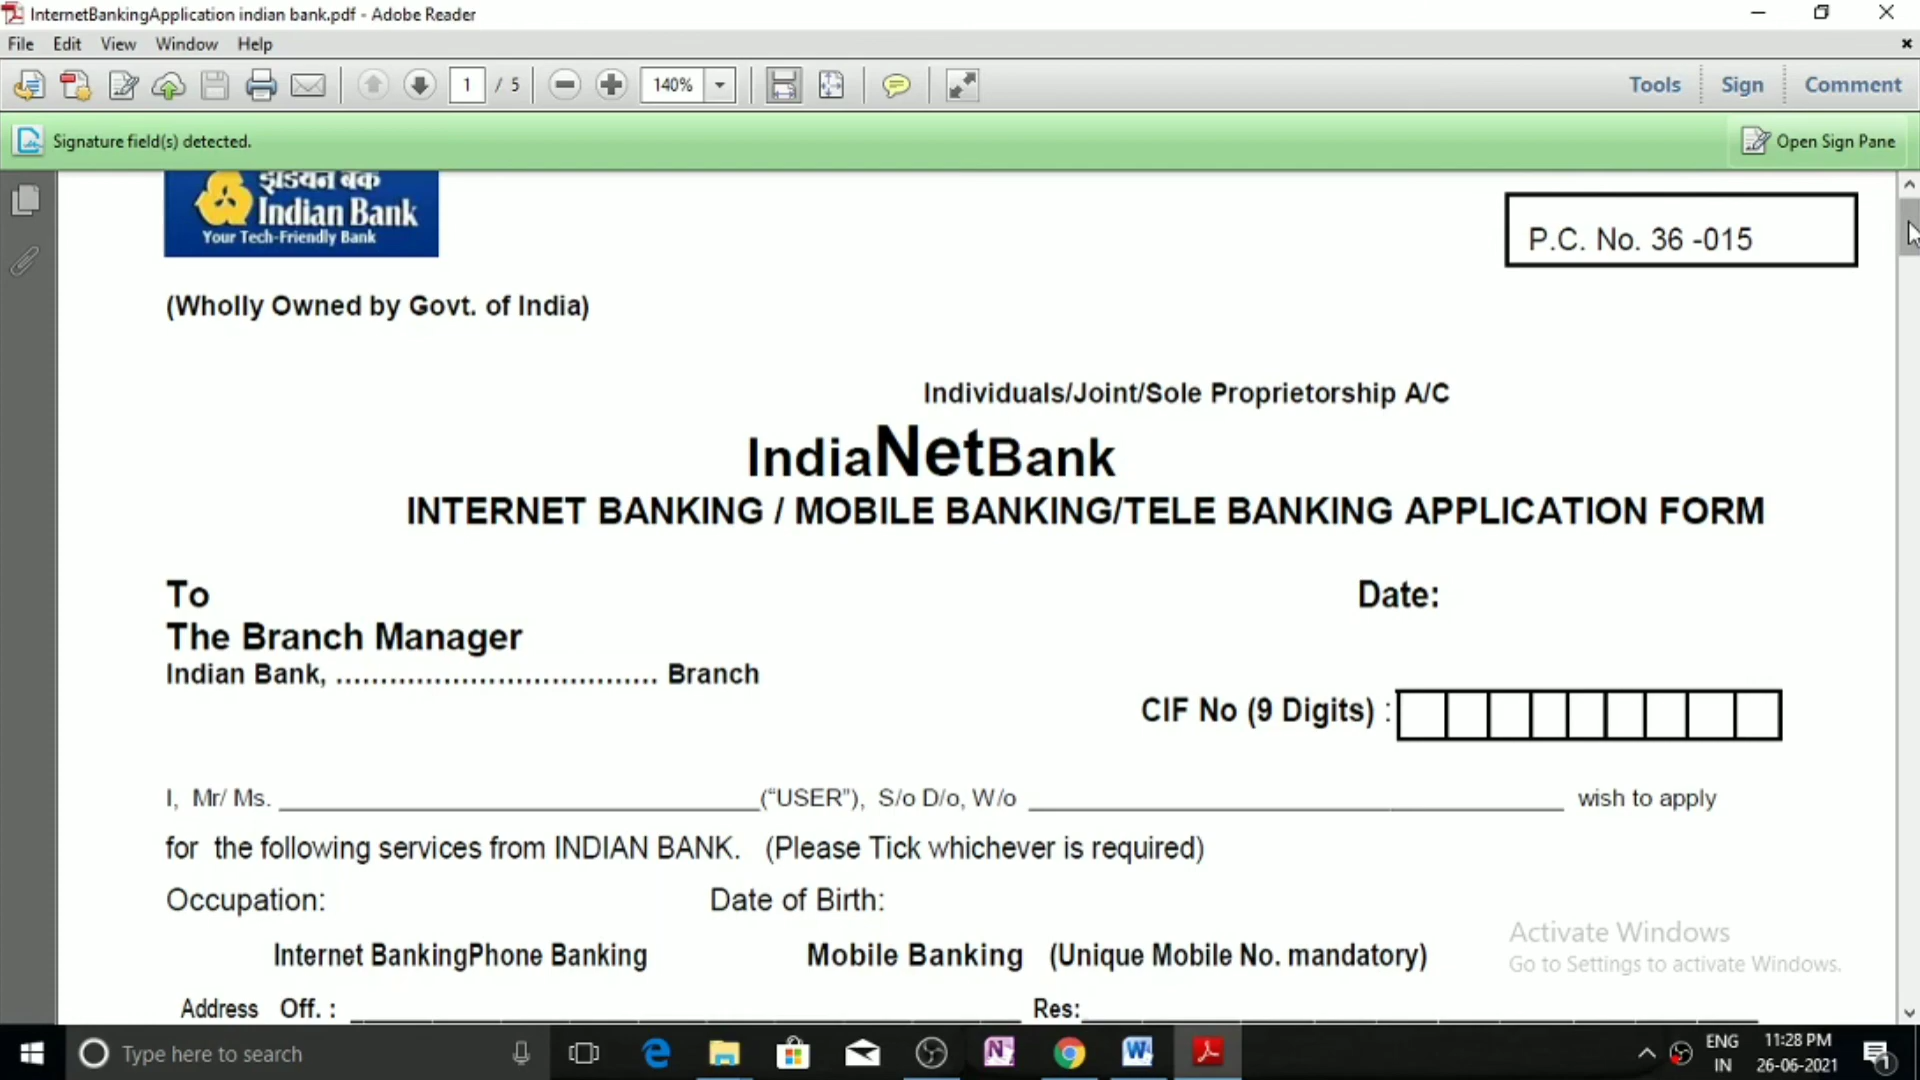 InternetBankingApplication indian bank.pdf - Adobe Reader
File Edit View Window Help
1 / 5 140% Tools Sign Comment
Signature field(s) detected. Open Sign Pane
इंडियन बैंक
Indian Bank
Your Tech-Friendly Bank
P.C. No. 36 -015
(Wholly Owned by Govt. of India)
Individuals/Joint/Sole Proprietorship A/C
IndiaNetBank
INTERNET BANKING / MOBILE BANKING/TELE BANKING APPLICATION FORM
To Date:
The Branch Manager
Indian Bank, ................................... Branch
CIF No (9 Digits) :
I, Mr/ Ms. ____________________________________(“USER”), S/o D/o, W/o ________________________________________ wish to apply
for the following services from INDIAN BANK. (Please Tick whichever is required)
Occupation: Date of Birth:
Internet BankingPhone Banking Mobile Banking (Unique Mobile No. mandatory)
Activate Windows
Go to Settings to activate Windows.
Address Off. : __________________________________________________ Res:__________________________________________________
Type here to search
ENG 11:28 PM
IN 26-06-2021 1